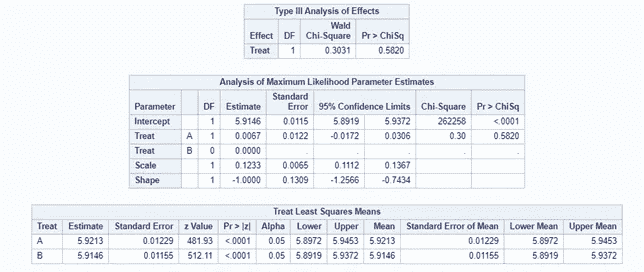 Type III Analysis of Effects
Effect DF Wald Chi-Square Pr > ChiSq
Treat 1 0.3031 0.5820
Analysis of Maximum Likelihood Parameter Estimates
Parameter DF Estimate Standard Error 95% Confidence Limits Chi-Square Pr > ChiSq
Intercept 1 5.9146 0.0115 5.8919 5.9372 262258 <.0001
Treat A 1 0.0067 0.0122 -0.0172 0.0306 0.30 0.5820
Treat B 0 0.0000 . . . . .
Scale 1 0.1233 0.0065 0.1112 0.1367
Shape 1 -1.0000 0.1309 -1.2566 -0.7434
Treat Least Squares Means
Treat Estimate Standard Error z Value Pr > |z| Alpha Lower Upper Mean Standard Error of Mean Lower Mean Upper Mean
A 5.9213 0.01229 481.93 <.0001 0.05 5.8972 5.9453 5.9213 0.01229 5.8972 5.9453
B 5.9146 0.01155 512.11 <.0001 0.05 5.8919 5.9372 5.9146 0.01155 5.8919 5.9372